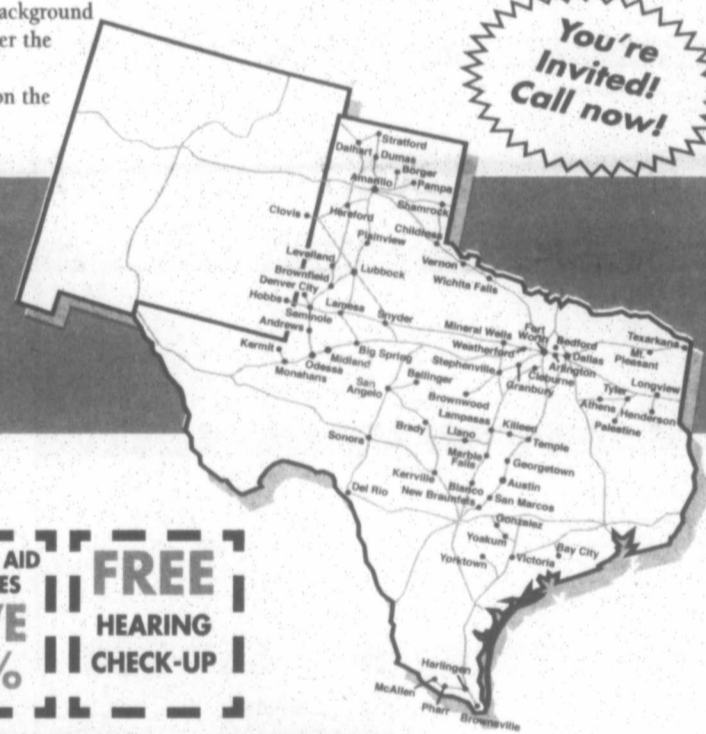 ackground
er the
on the
You're
Invited!
Call now!
Stratford
Dalhart
Dumas
Borger
Amarillo
Pampa
Shamrock
Clovis
Hereford
Childress
Plainview
Levelland
Vernon
Lubbock
Brownfield
Wichita Falls
Denver City
Hobbs
Lamesa
Seminole
Snyder
Andrews
Mineral Wells
Fort
Worth
Bedford
Texarkana
Weatherford
Dallas
Mt.
Pleasant
Kermit
Big Spring
Arlington
Midland
Stephenville
Cleburne
Odessa
Granbury
Longview
Monahans
Ballinger
Tyler
San
Angelo
Brownwood
Athens
Henderson
Palestine
Lampasas
Brady
Killeen
Llano
Temple
Sonora
Marble
Falls
Georgetown
Kerrville
Austin
Blanco
Del Rio
New Braunfels
San Marcos
Gonzalez
Yoakum
Bay City
Yorktown
Victoria
AID
ES
VE
%
FREE
HEARING
CHECK-UP
Harlingen
McAllen
Pharr
Brownsville